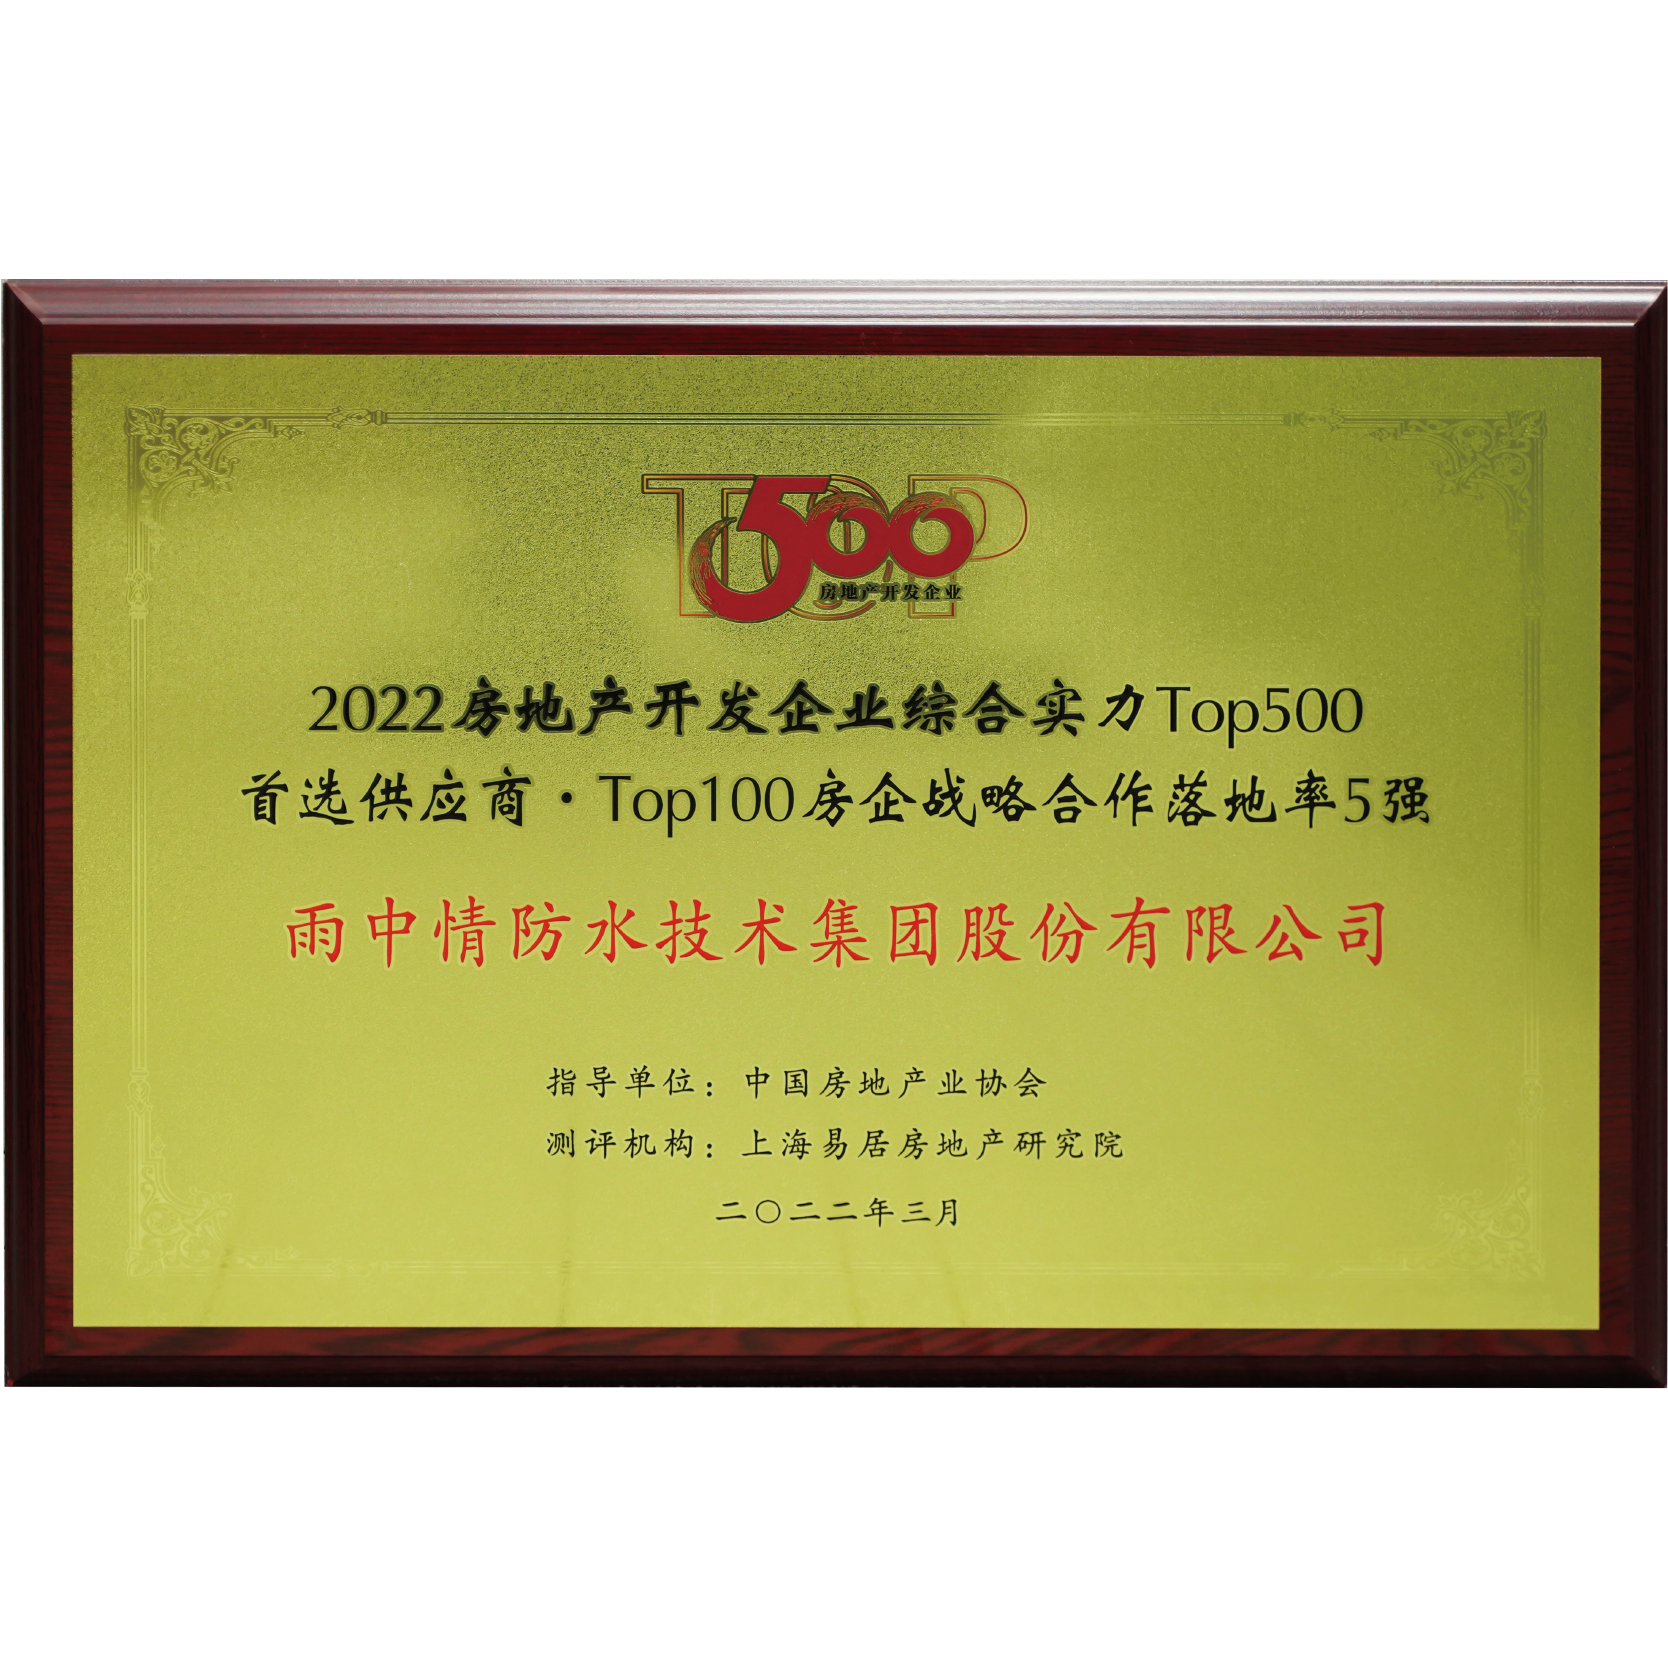 TOP
500
房地产开发企业
2022房地产开发企业综合实力Top500
首选供应商·Top100房企战略合作落地率5强
雨中情防水技术集团股份有限公司
指导单位：中国房地产业协会
测评机构：上海易居房地产研究院
二〇二二年三月